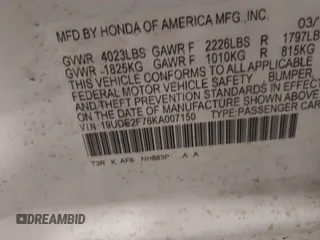 MFD BY HONDA OF AMERICA MFG.,INC. 03/
GVWR 4023LBS GAWR F 2226LBS R 1797LB
GVWR 1825KG GAWR F 1010KG R 815KG
THIS VEHICLE CONFORMS TO ALL APPLICABLE
FEDERAL MOTOR VEHICLE SAFETY, BUMPER,
AND THEFT PREVENTION STANDARDS IN EFFECT
ON THE DATE OF MANUFACTURE SHOWN ABOVE
VIN:19UDE2F76KA007150 TYPE:PASSENGER CAR
T3R K AF6 NH883P A A
DREAMBID